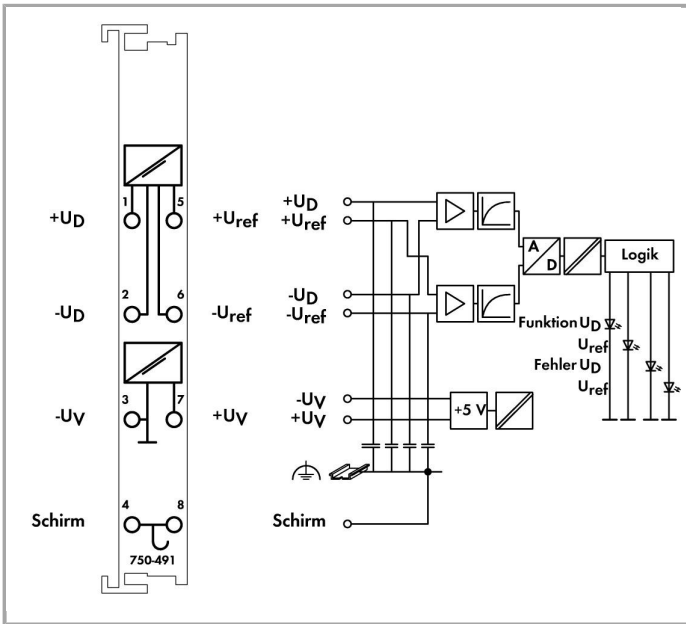 1 5
+UD +Uref
2 6
-UD -Uref
3 7
-UV +UV
4 8
Schirm
750-491
+UD
+Uref
-UD
-Uref
-UV
+UV
Schirm
A
D
Logik
+5 V
Funktion UD
Uref
Fehler UD
Uref